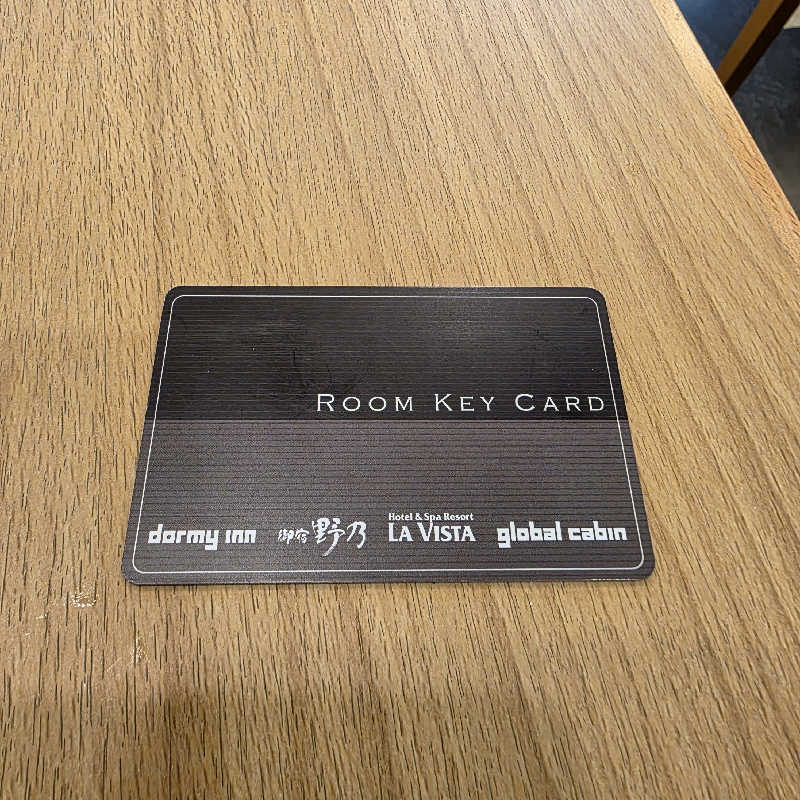 ROOM KEY CARD
dormy inn
御宿 野乃
Hotel & Spa Resort
LA VISTA
global cabin